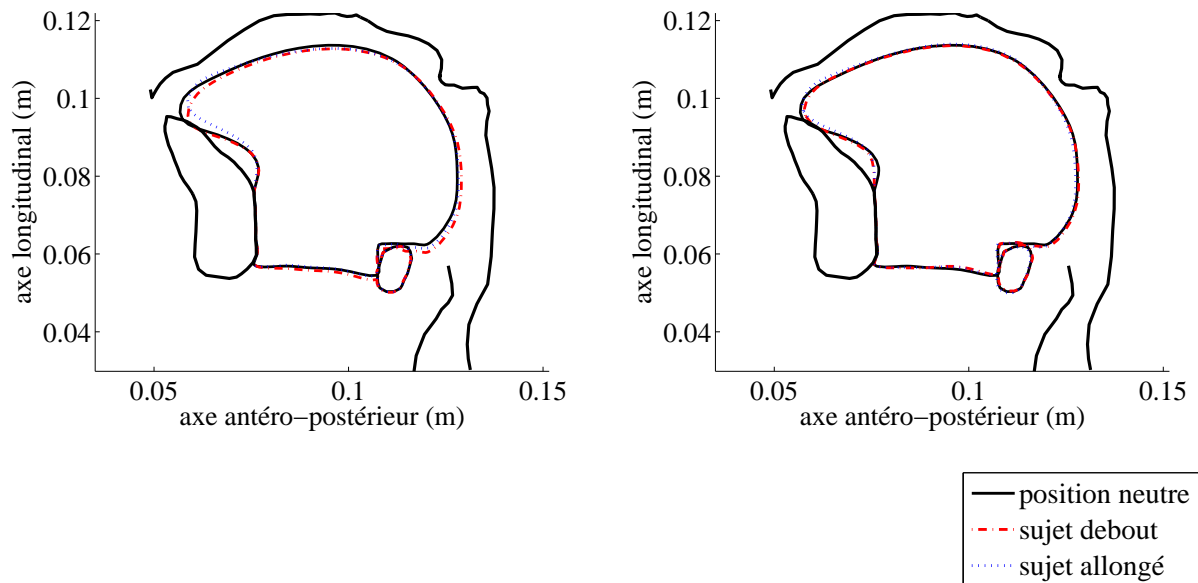 0.12
0.1
0.08
0.06
0.04
axe longitudinal (m)
0.05
0.1
0.15
axe antéro−postérieur (m)
0.12
0.1
0.08
0.06
0.04
axe longitudinal (m)
0.05
0.1
0.15
axe antéro−postérieur (m)
position neutre
sujet debout
sujet allongé